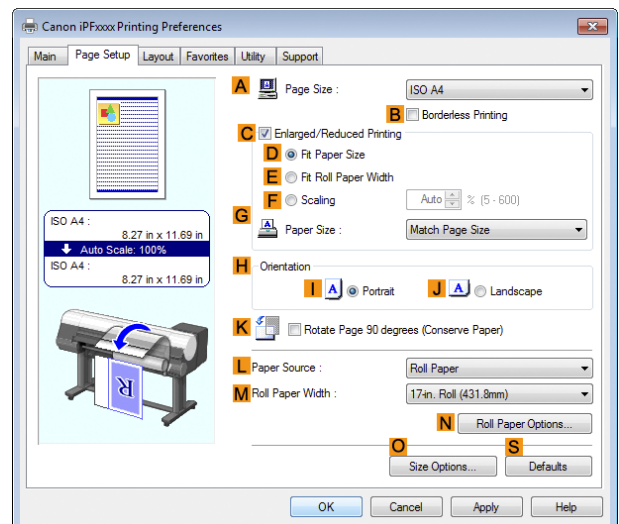 Canon iPFxxxx Printing Preferences
Main Page Setup Layout Favorites Utility Support
A Page Size : ISO A4
B Borderless Printing
C Enlarged/Reduced Printing
D Fit Paper Size
E Fit Roll Paper Width
F Scaling Auto % (5 - 600)
G Paper Size : Match Page Size
ISO A4 :
8.27 in x 11.69 in
Auto Scale: 100%
ISO A4 :
8.27 in x 11.69 in
H Orientation
I A Portrait J A Landscape
K Rotate Page 90 degrees (Conserve Paper)
R
L Paper Source : Roll Paper
M Roll Paper Width : 17-in. Roll (431.8mm)
N Roll Paper Options...
O S
Size Options... Defaults
OK Cancel Apply Help